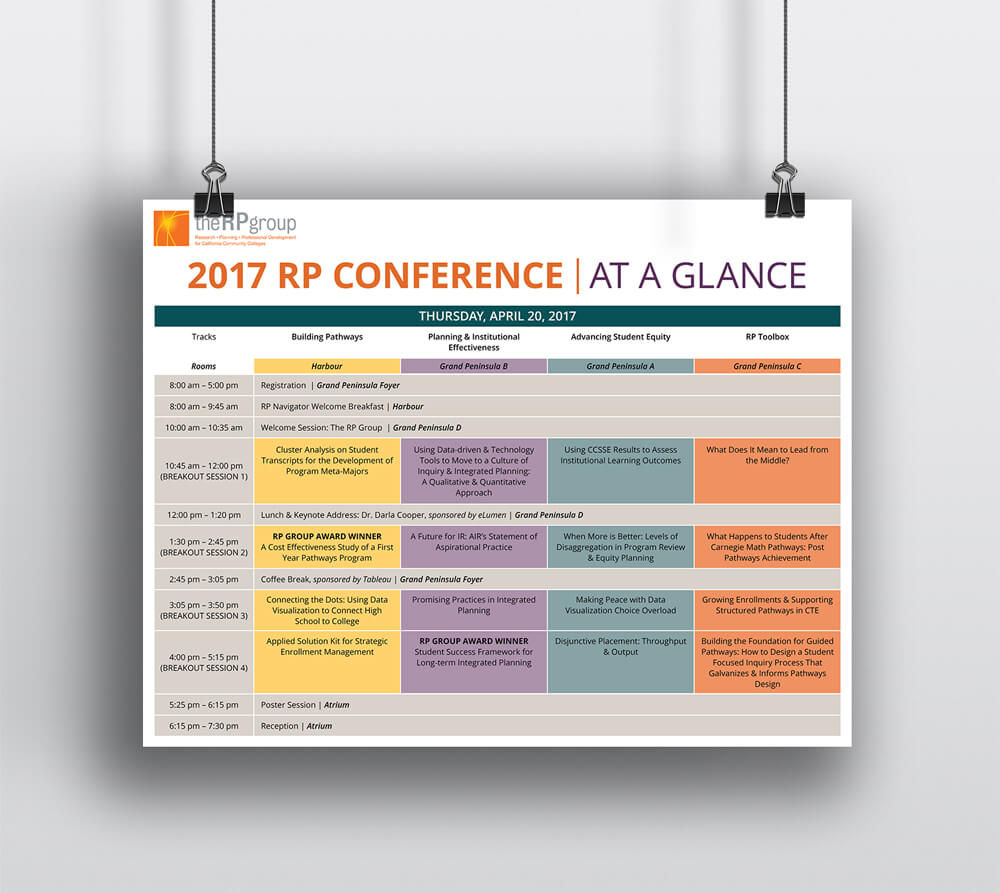 theRPgroup
Research • Planning • Professional Development
for California Community Colleges
2017 RP CONFERENCE | AT A GLANCE
THURSDAY, APRIL 20, 2017
Tracks
Building Pathways
Planning & Institutional
Effectiveness
Advancing Student Equity
RP Toolbox
Rooms
Harbour
Grand Peninsula B
Grand Peninsula A
Grand Peninsula C
8:00 am – 5:00 pm
Registration | Grand Peninsula Foyer
8:00 am – 9:45 am
RP Navigator Welcome Breakfast | Harbour
10:00 am – 10:35 am
Welcome Session: The RP Group | Grand Peninsula D
10:45 am – 12:00 pm
(BREAKOUT SESSION 1)
Cluster Analysis on Student
Transcripts for the Development of
Program Meta-Majors
Using Data-driven & Technology
Tools to Move to a Culture of
Inquiry & Integrated Planning:
A Qualitative & Quantitative
Approach
Using CCSSE Results to Assess
Institutional Learning Outcomes
What Does It Mean to Lead from
the Middle?
12:00 pm – 1:20 pm
Lunch & Keynote Address: Dr. Darla Cooper, sponsored by eLumen | Grand Peninsula D
1:30 pm – 2:45 pm
(BREAKOUT SESSION 2)
RP GROUP AWARD WINNER
A Cost Effectiveness Study of a First
Year Pathways Program
A Future for IR: AIR's Statement of
Aspirational Practice
When More is Better: Levels of
Disaggregation in Program Review
& Equity Planning
What Happens to Students After
Carnegie Math Pathways: Post
Pathways Achievement
2:45 pm – 3:05 pm
Coffee Break, sponsored by Tableau | Grand Peninsula Foyer
3:05 pm – 3:50 pm
(BREAKOUT SESSION 3)
Connecting the Dots: Using Data
Visualization to Connect High
School to College
Promising Practices in Integrated
Planning
Making Peace with Data
Visualization Choice Overload
Growing Enrollments & Supporting
Structured Pathways in CTE
4:00 pm – 5:15 pm
(BREAKOUT SESSION 4)
Applied Solution Kit for Strategic
Enrollment Management
RP GROUP AWARD WINNER
Student Success Framework for
Long-term Integrated Planning
Disjunctive Placement: Throughput
& Output
Building the Foundation for Guided
Pathways: How to Design a Student
Focused Inquiry Process That
Galvanizes & Informs Pathways
Design
5:25 pm – 6:15 pm
Poster Session | Atrium
6:15 pm – 7:30 pm
Reception | Atrium